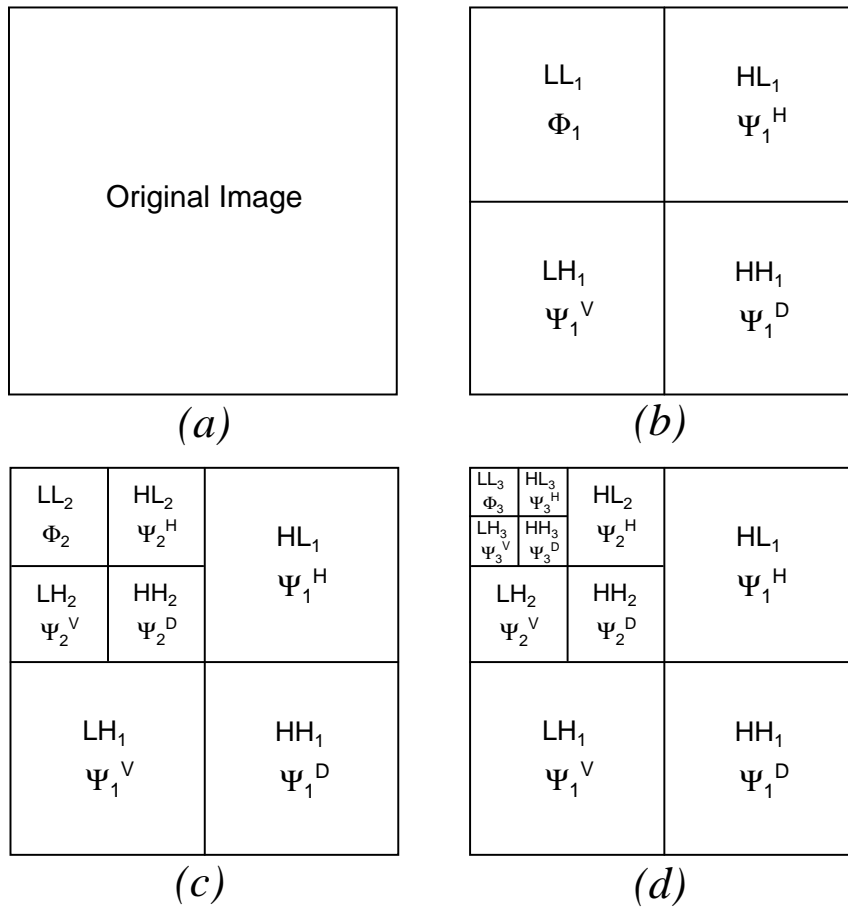 Original Image
(a)
LL₁ HL₁
Φ₁ Ψ₁ᴴ
LH₁ HH₁
Ψ₁ⱽ Ψ₁ᴰ
(b)
LL₂ HL₂
Φ₂ Ψ₂ᴴ
HL₁
Ψ₁ᴴ
LH₂ HH₂
Ψ₂ⱽ Ψ₂ᴰ
LH₁ HH₁
Ψ₁ⱽ Ψ₁ᴰ
(c)
LL₃ HL₃
Φ₃ Ψ₃ᴴ
LH₃ HH₃
Ψ₃ⱽ Ψ₃ᴰ
HL₂
Ψ₂ᴴ
HL₁
Ψ₁ᴴ
LH₂ HH₂
Ψ₂ⱽ Ψ₂ᴰ
LH₁ HH₁
Ψ₁ⱽ Ψ₁ᴰ
(d)